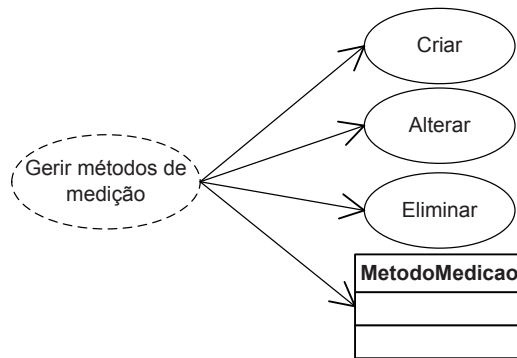 Criar
Alterar
Gerir métodos de
medição
Eliminar
MetodoMedicao